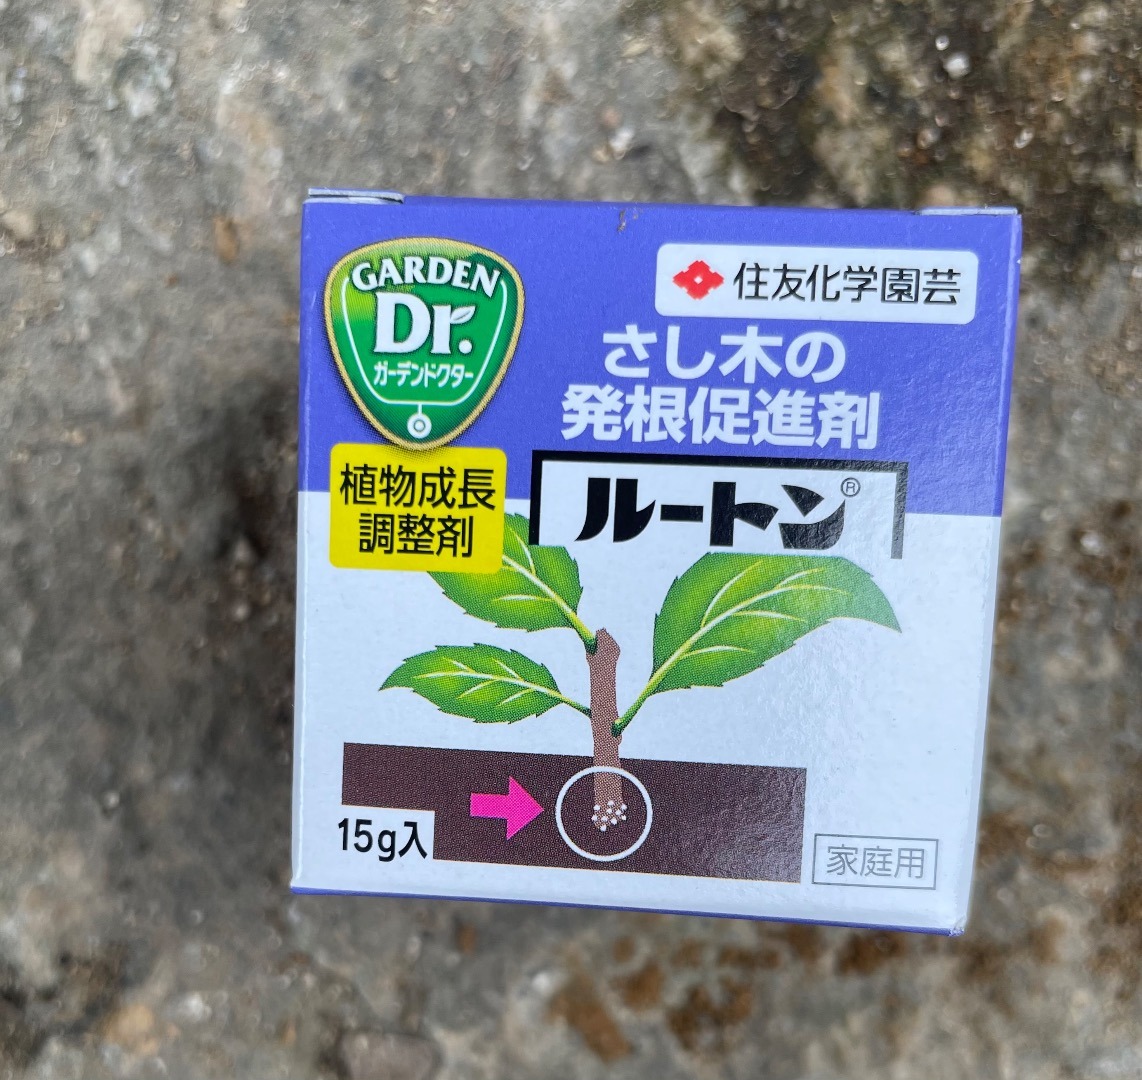 GARDEN
Dr.
ガーデンドクター
住友化学園芸
さし木の
発根促進剤
植物成長
調整剤
ルートン®
15g入
家庭用